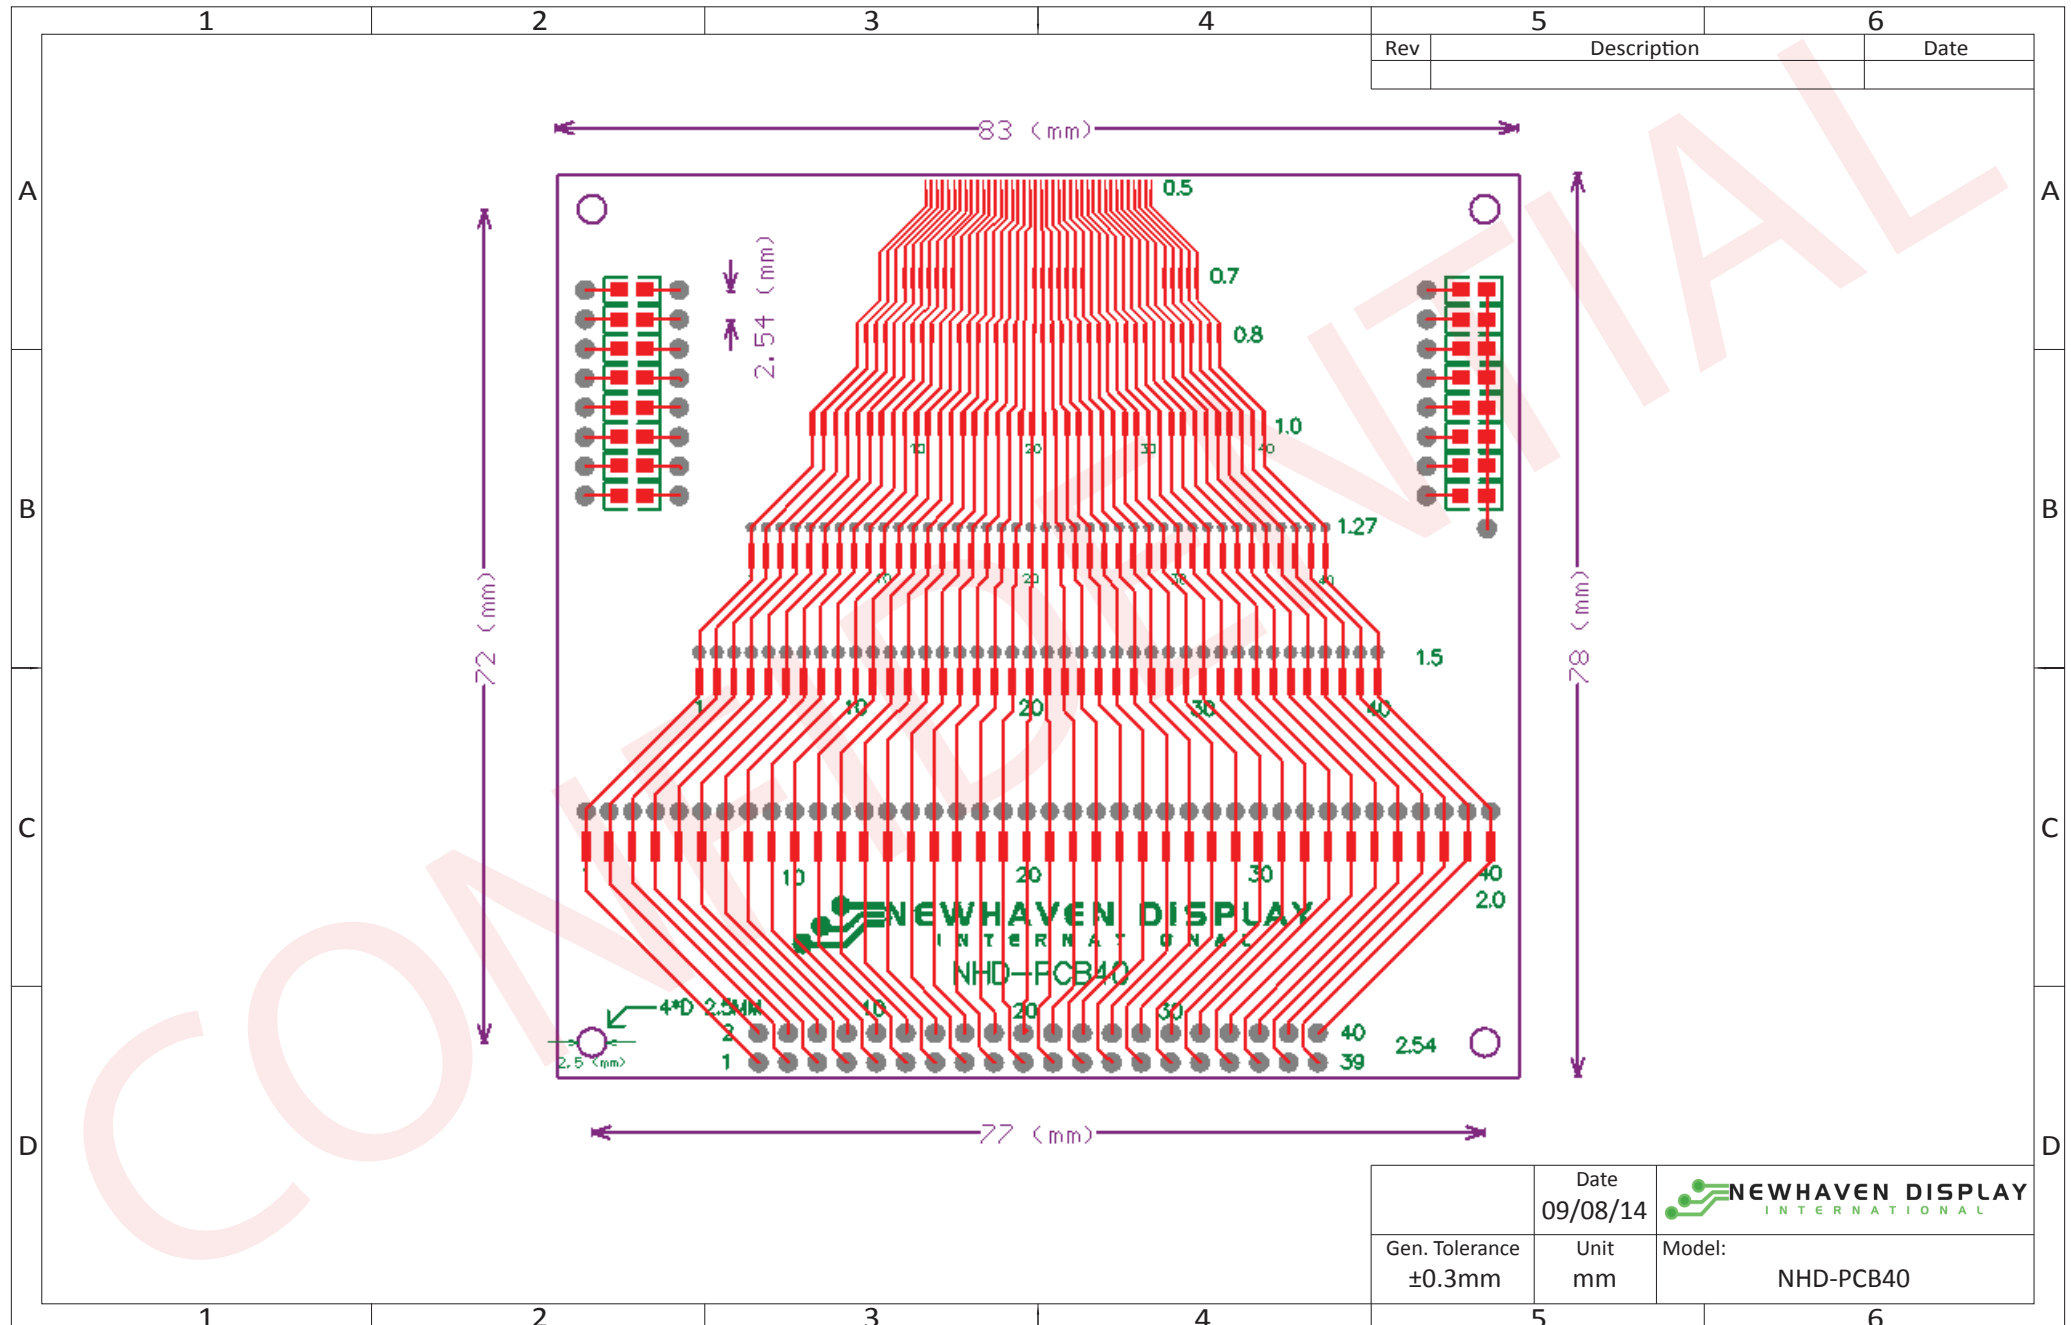 1 2 3 4 5 6
Rev Description Date
83 (mm)
A A
0.5
0.7
2.54 (mm)
0.8
1.0
10 20 30 40
B B
1.27
20 40
72 (mm)
78 (mm)
1.5
1 10 20 30 40
C C
10 20 30 40
2.0
NEWHAVEN DISPLAY
INTERNATIONAL
NHD-PCB40
4*D 2.5MM
10 20 30
2 40
2.54
1 39
2.5 (mm)
77 (mm)
D D
CONFIDENTIAL
Date
09/08/14
NEWHAVEN DISPLAY
INTERNATIONAL
Gen. Tolerance Unit Model:
±0.3mm mm NHD-PCB40
1 2 3 4 5 6